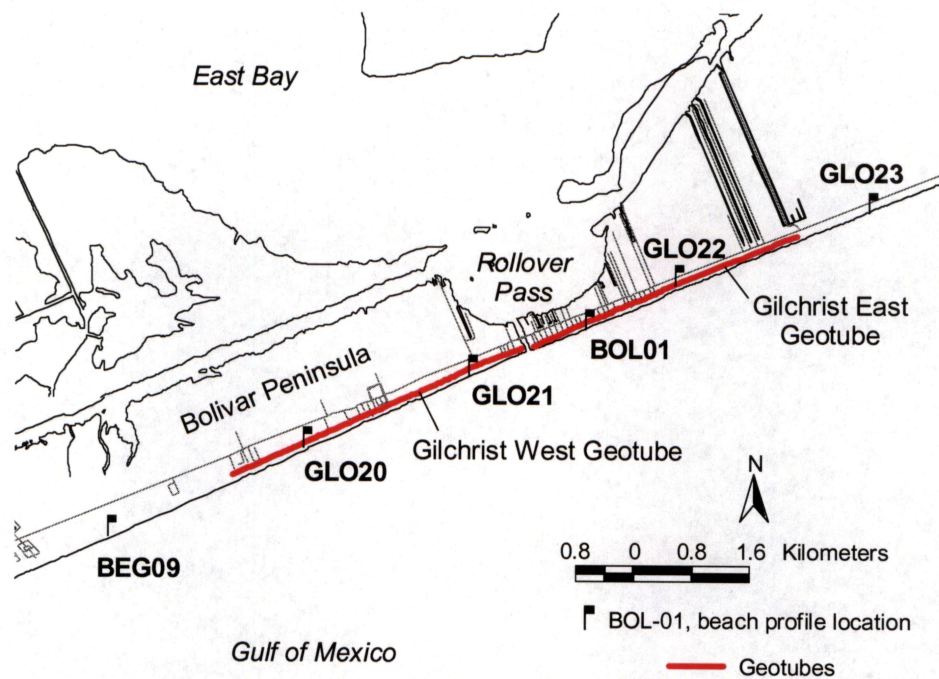 East Bay
GLO23
Rollover
Pass
GLO22
Gilchrist East
Geotube
BOL01
Bolivar Peninsula
GLO21
Gilchrist West Geotube
GLO20
N
BEG09
0.8 0 0.8 1.6 Kilometers
BOL-01, beach profile location
Gulf of Mexico
Geotubes